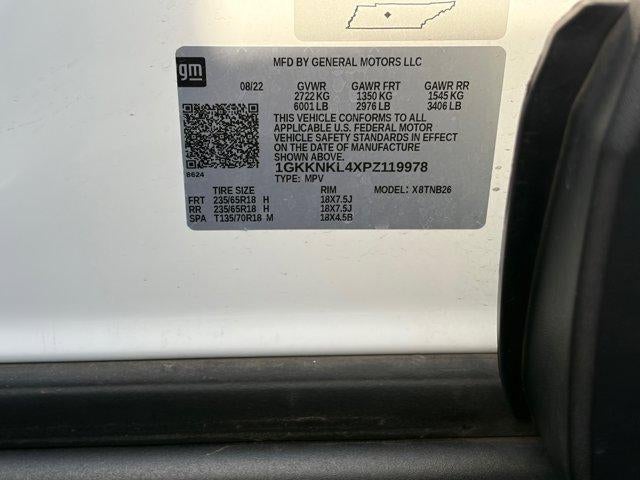 gm
MFD BY GENERAL MOTORS LLC
08/22 GVWR GAWR FRT GAWR RR
2722 KG 1350 KG 1545 KG
6001 LB 2976 LB 3406 LB
THIS VEHICLE CONFORMS TO ALL
APPLICABLE U.S. FEDERAL MOTOR
VEHICLE SAFETY STANDARDS IN EFFECT
ON THE DATE OF MANUFACTURE
SHOWN ABOVE.
8624 1GKKNKL4XPZ119978
TYPE: MPV
TIRE SIZE RIM MODEL: X8TNB26
FRT 235/65R18 H 18X7.5J
RR 235/65R18 H 18X7.5J
SPA T135/70R18 M 18X4.5B